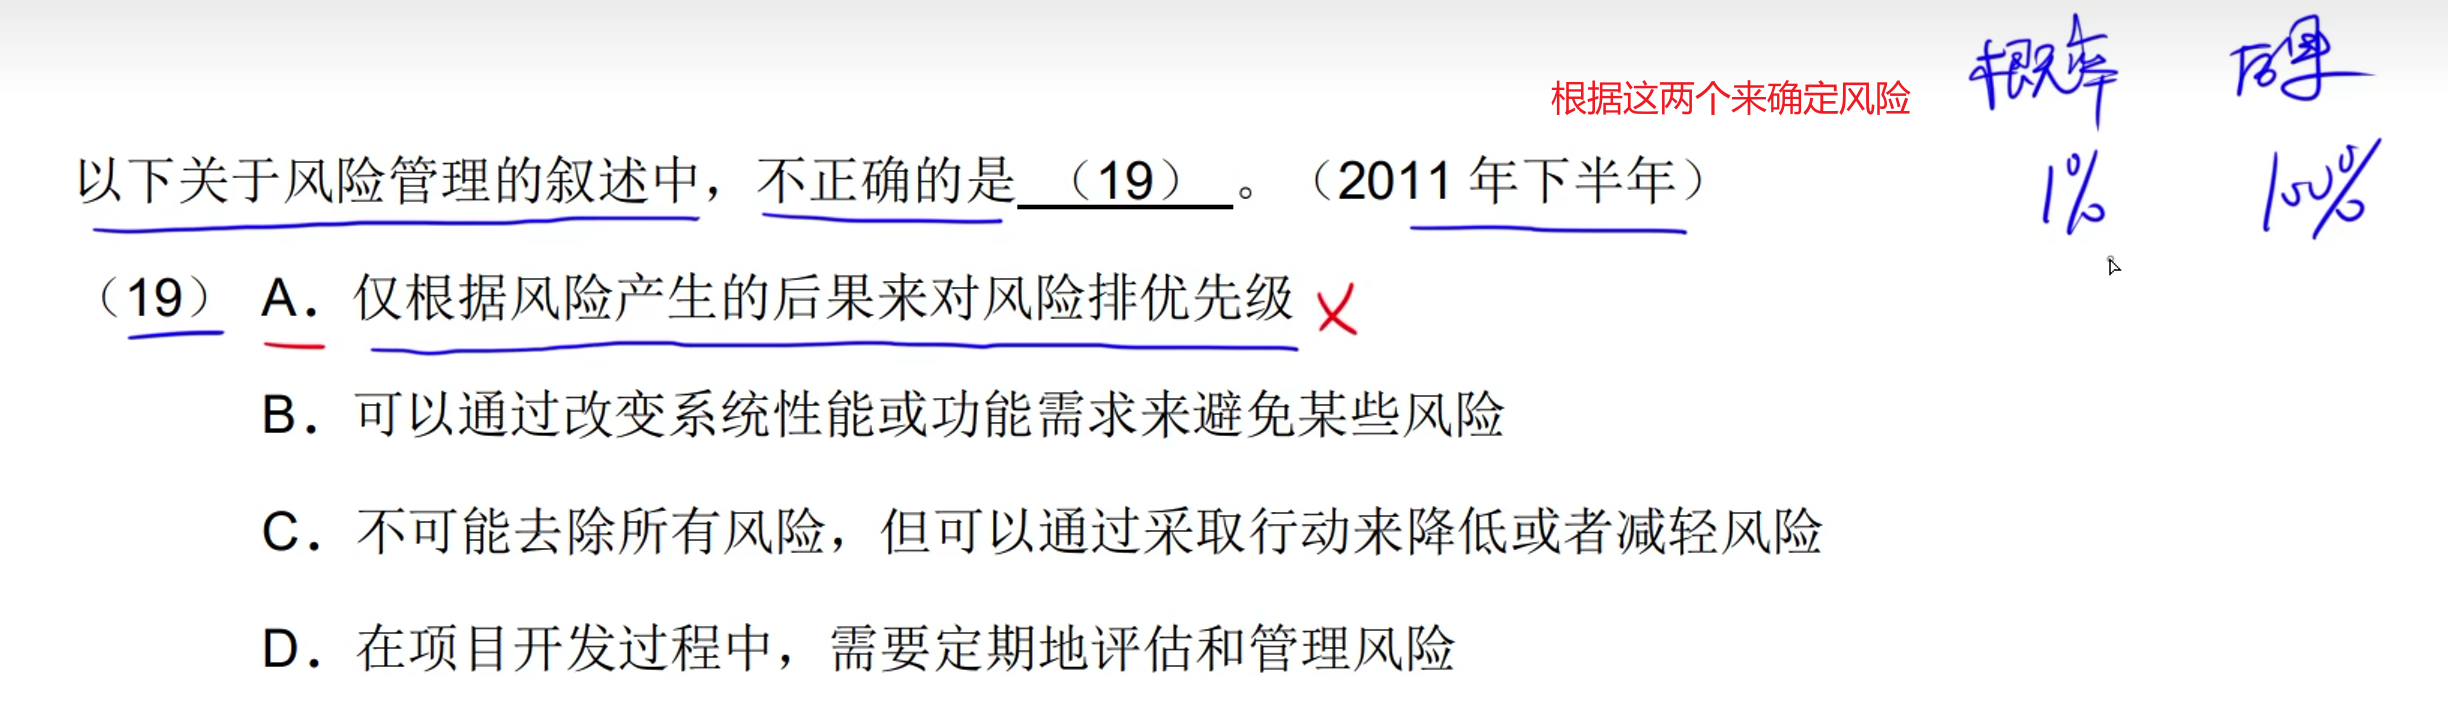 概率 后果
根据这两个来确定风险
1% 100%
以下关于风险管理的叙述中，不正确的是 （19） 。（2011 年下半年）
（19） A. 仅根据风险产生的后果来对风险排优先级
B. 可以通过改变系统性能或功能需求来避免某些风险
C. 不可能去除所有风险，但可以通过采取行动来降低或者减轻风险
D. 在项目开发过程中，需要定期地评估和管理风险